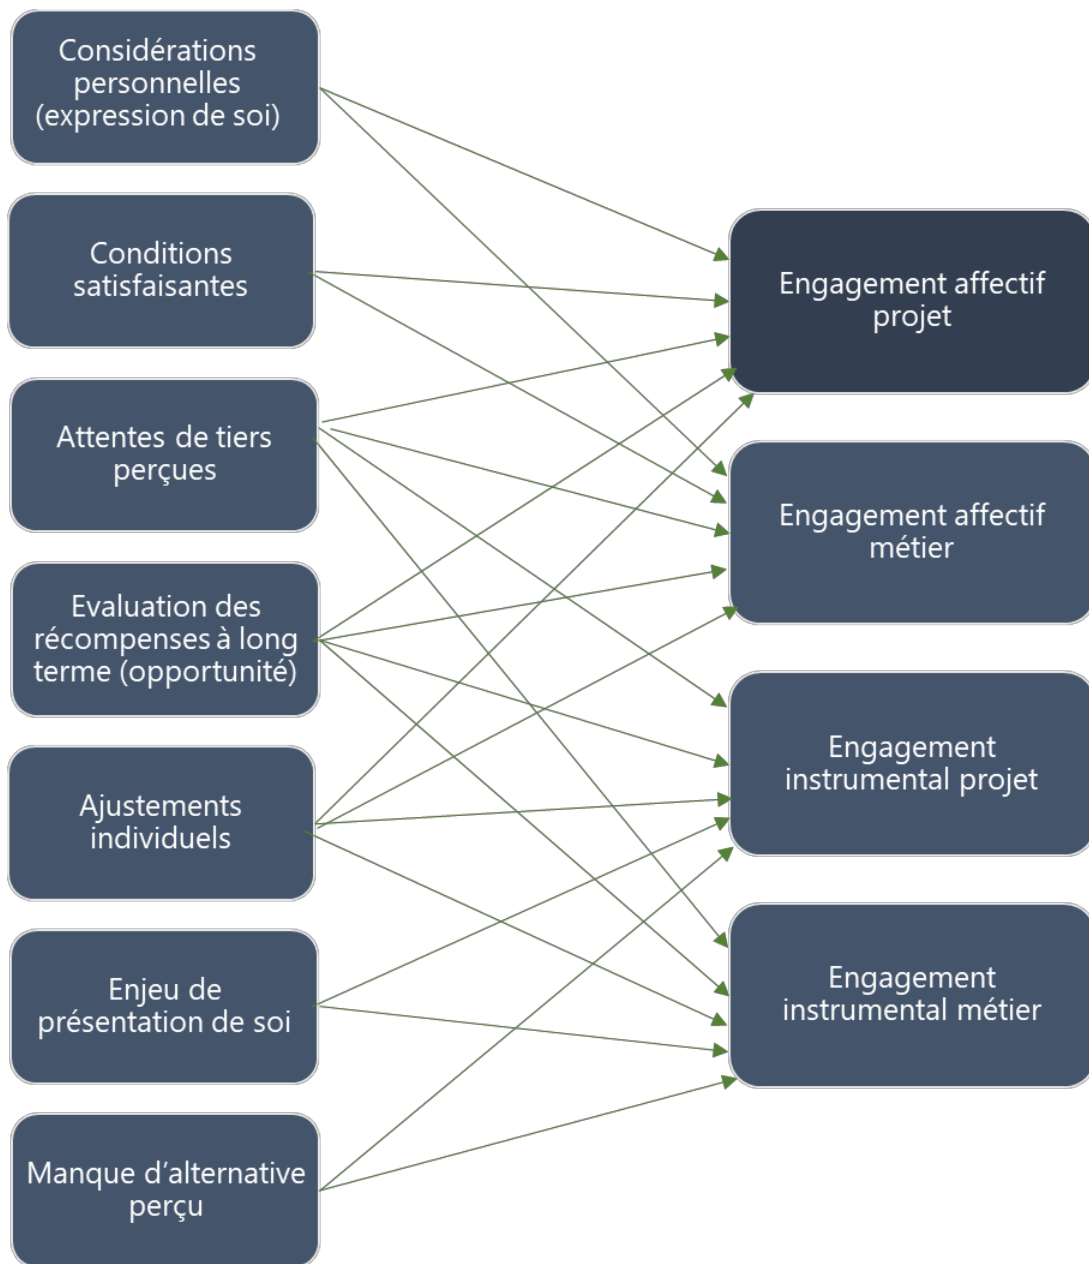 Considérations
personnelles
(expression de soi)
Conditions
satisfaisantes
Attentes de tiers
perçues
Evaluation des
récompenses à long
terme (opportunité)
Ajustements
individuels
Enjeu de
présentation de soi
Manque d’alternative
perçu
Engagement affectif
projet
Engagement affectif
métier
Engagement
instrumental projet
Engagement
instrumental métier